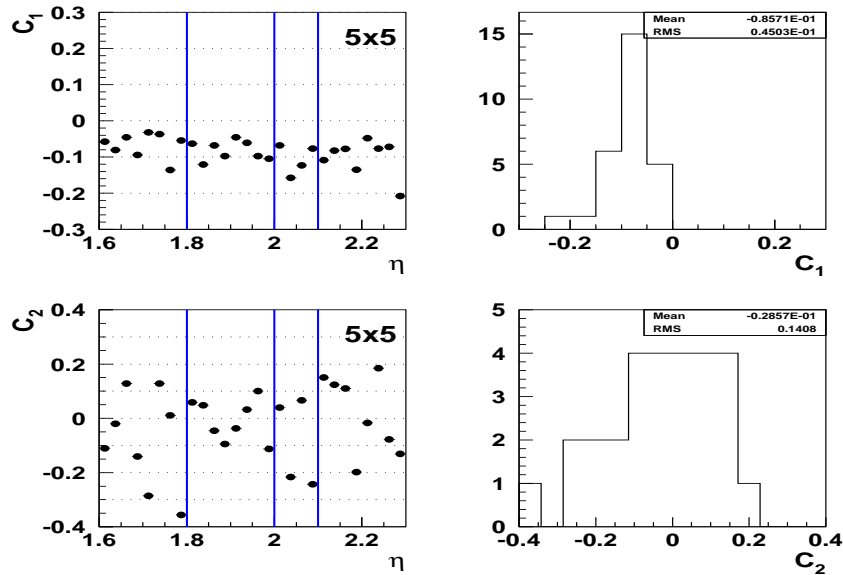 C1
0.3
0.2
0.1
0
-0.1
-0.2
-0.3
5x5
1.6 1.8 2 2.2
η
Mean -0.8571E-01
RMS 0.4503E-01
15
10
5
0
-0.2 0 0.2
C1
C2
0.4
0.2
0
-0.2
-0.4
5x5
1.6 1.8 2 2.2
η
Mean -0.2857E-01
RMS 0.1408
5
4
3
2
1
0
-0.4 -0.2 0 0.2 0.4
C2